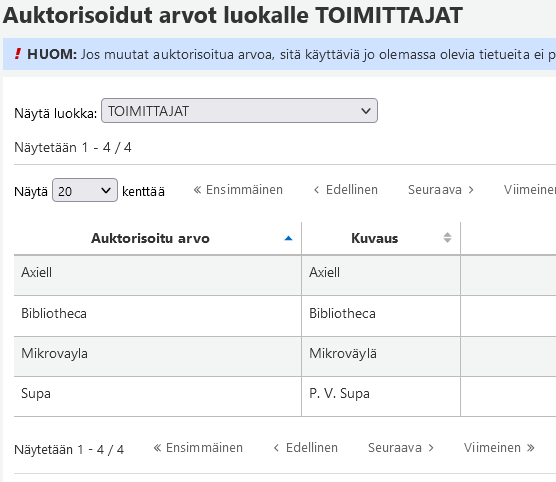 Auktorisoidut arvot luokalle TOIMITTAJAT
! HUOM: Jos muutat auktorisoitua arvoa, sitä käyttäviä jo olemassa olevia tietueita ei p
Näytä luokka: TOIMITTAJAT
Näytetään 1 - 4 / 4
Näytä 20 kenttää « Ensimmäinen ‹ Edellinen Seuraava › Viimeinen
Auktorisoitu arvo Kuvaus
Axiell Axiell
Bibliotheca Bibliotheca
Mikrovayla Mikroväylä
Supa P. V. Supa
Näytetään 1 - 4 / 4 « Ensimmäinen ‹ Edellinen Seuraava › Viimeinen »